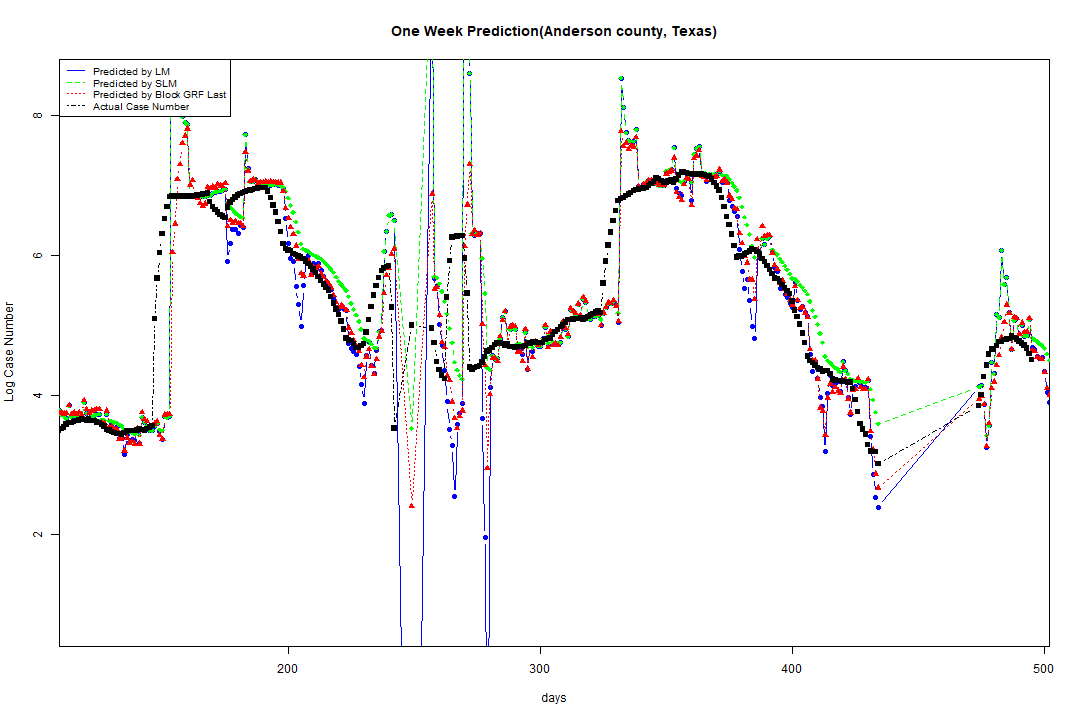 One Week Prediction(Anderson county, Texas)
Predicted by LM
Predicted by SLM
Predicted by Block GRF Last
Actual Case Number
8
6
4
2
Log Case Number
200 300 400 500
days